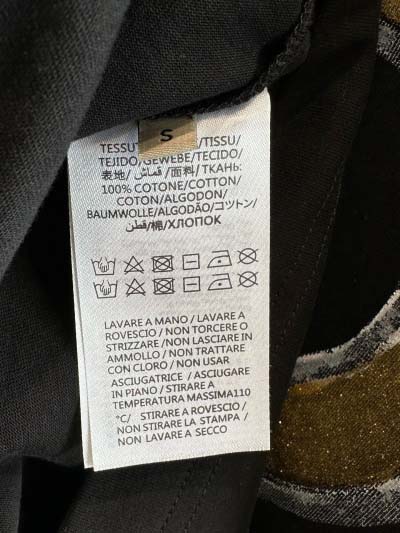 S
TESSUTO/TISSU/
TEJIDO/GEWEBE/TECIDO/
表地/قماش/面料/ТКАНЬ:
100% COTONE/COTTON/
COTON/ALGODON/
BAUMWOLLE/ALGODÃO/コットン/
قطن/棉/ХЛОПОК
LAVARE A MANO / LAVARE A
ROVESCIO / NON TORCERE O
STRIZZARE /NON LASCIARE IN
AMMOLLO / NON TRATTARE
CON CLORO / NON USAR
ASCIUGATRICE / ASCIUGARE
IN PIANO / STIRARE A
TEMPERATURA MASSIMA110
°C/ STIRARE A ROVESCIO/
NON STIRARE LA STAMPA /
NON LAVARE A SECCO